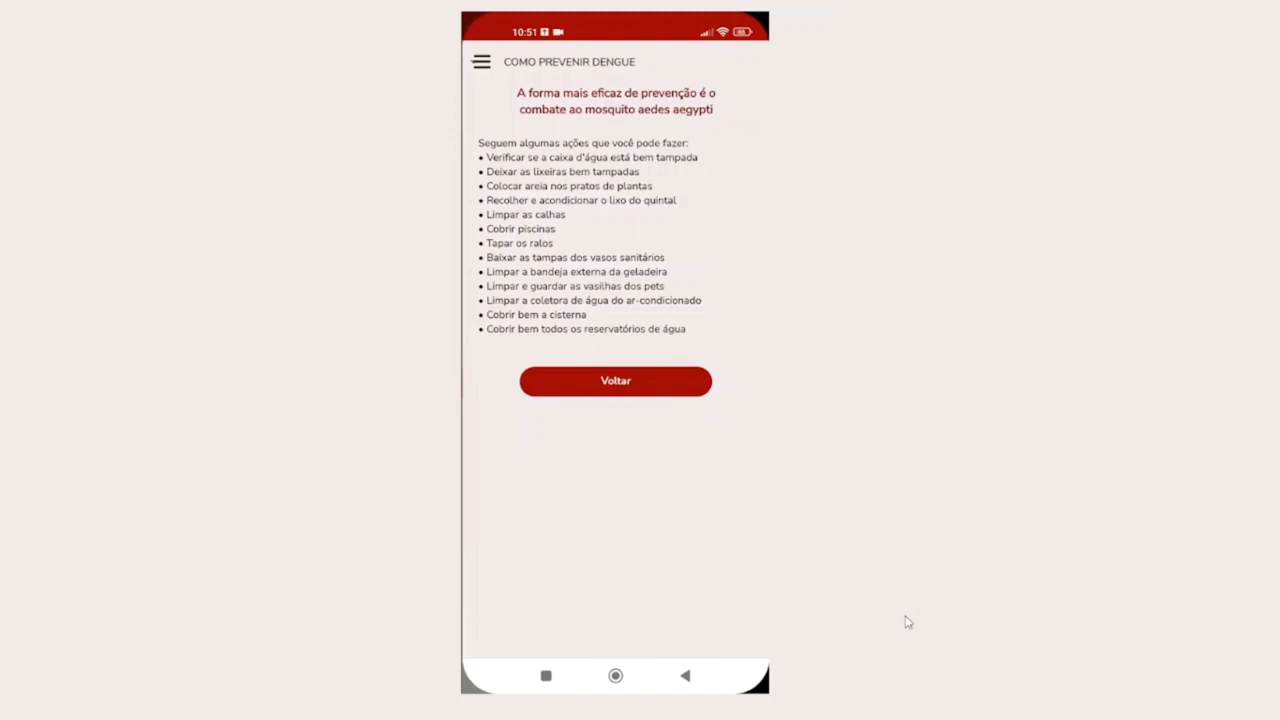 10:51
COMO PREVENIR DENGUE
A forma mais eficaz de prevenção é o
combate ao mosquito aedes aegypti
Seguem algumas ações que você pode fazer:
• Verificar se a caixa d'água está bem tampada
• Deixar as lixeiras bem tampadas
• Colocar areia nos pratos de plantas
• Recolher e acondicionar o lixo do quintal
• Limpar as calhas
• Cobrir piscinas
• Tapar os ralos
• Baixar as tampas dos vasos sanitários
• Limpar a bandeja externa da geladeira
• Limpar e guardar as vasilhas dos pets
• Limpar a coletora de água do ar-condicionado
• Cobrir bem a cisterna
• Cobrir bem todos os reservatórios de água
Voltar